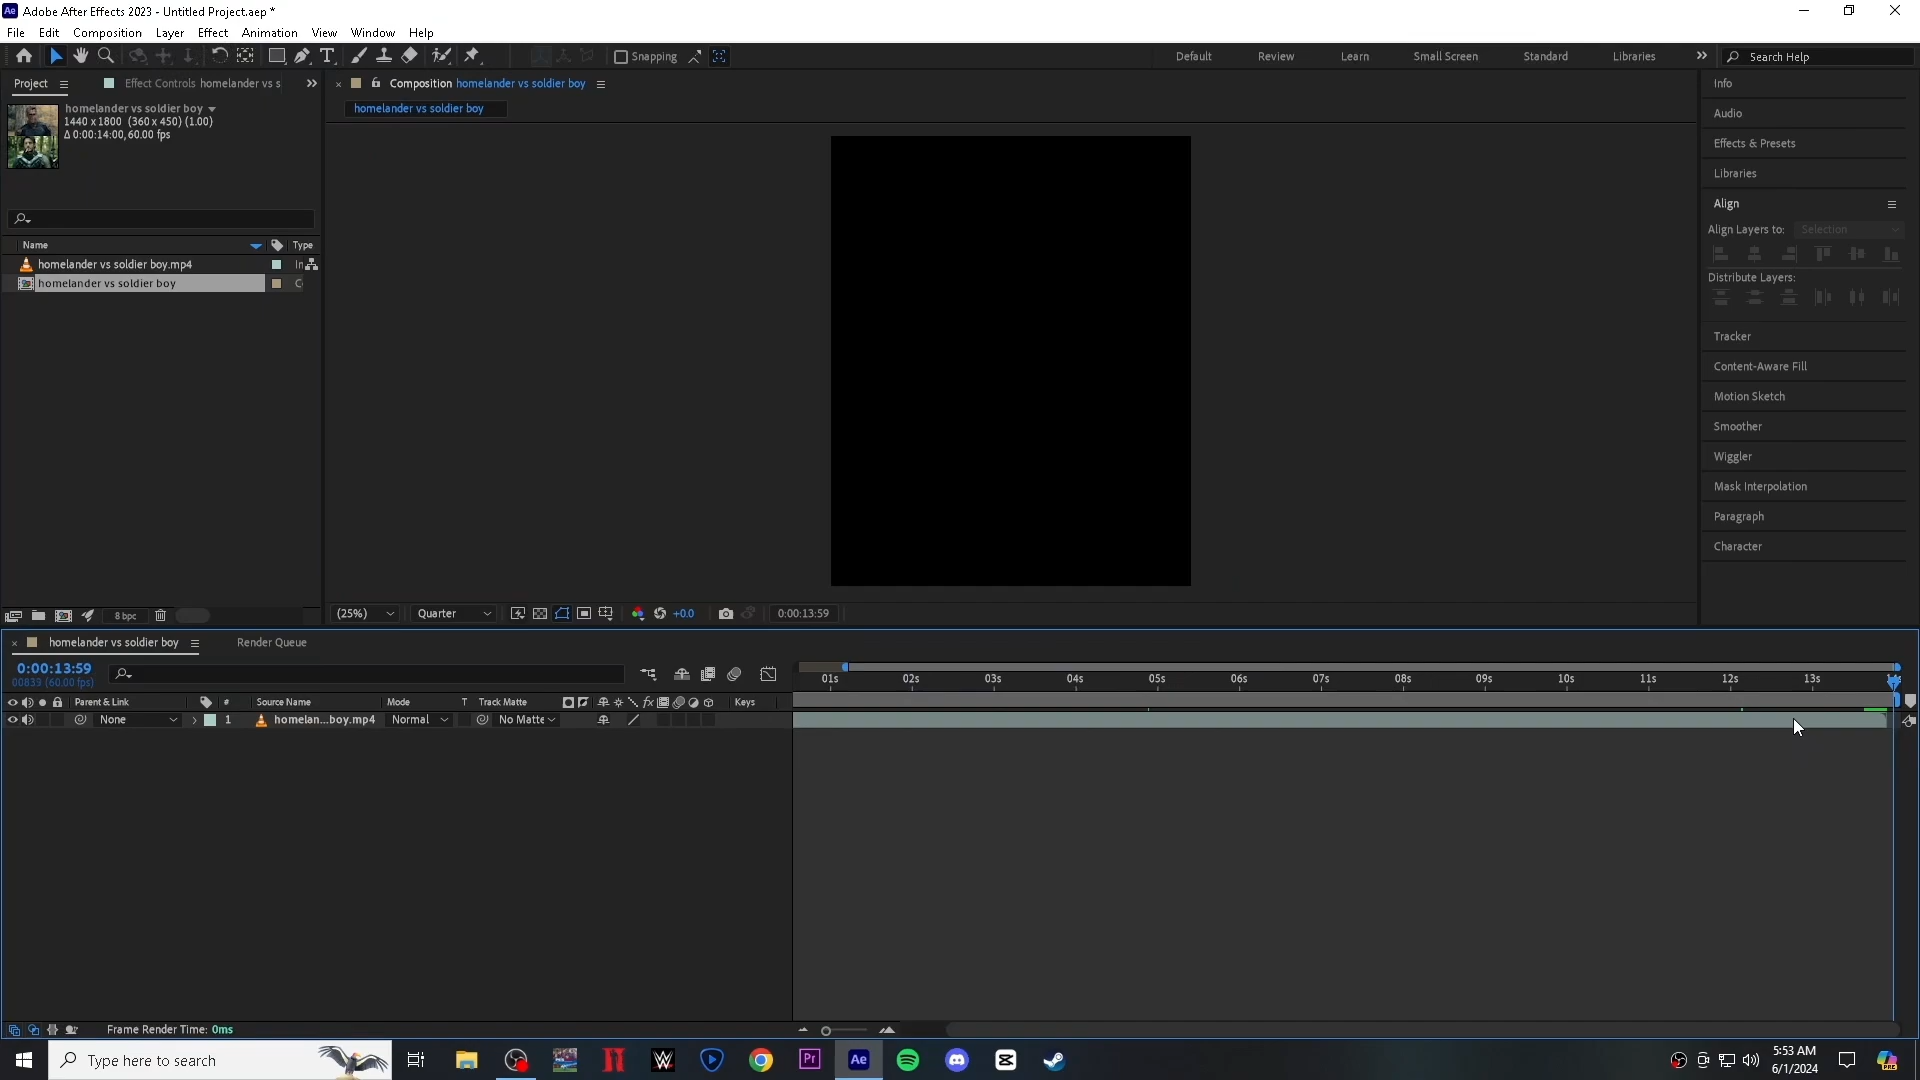 Ae Adobe After Effects 2023 - Untitled Project.aep *
File Edit Composition Layer Effect Animation View Window Help
Snapping
Default Review Learn Small Screen Standard Libraries
Search Help
Project
Effect Controls homelander vs s
Composition homelander vs soldier boy
homelander vs soldier boy
homelander vs soldier boy
1440 x 1800 (360 x 450) (1.00)
Δ 0:00:14:00, 60.00 fps
Name Type
homelander vs soldier boy.mp4
homelander vs soldier boy
8 bpc
(25%) Quarter +0.0 0:00:13:59
Info
Audio
Effects & Presets
Libraries
Align
Align Layers to: Selection
Distribute Layers:
Tracker
Content-Aware Fill
Motion Sketch
Smoother
Wiggler
Mask Interpolation
Paragraph
Character
homelander vs soldier boy Render Queue
0:00:13:59
00839 (60.00 fps)
01s 02s 03s 04s 05s 06s 07s 08s 09s 10s 11s 12s 13s
Parent & Link # Source Name Mode T Track Matte fx Keys
None 1 homelan...boy.mp4 Normal No Matte
Frame Render Time: 0ms
Type here to search
W
Pr
Ae
PRE
5:53 AM
6/1/2024